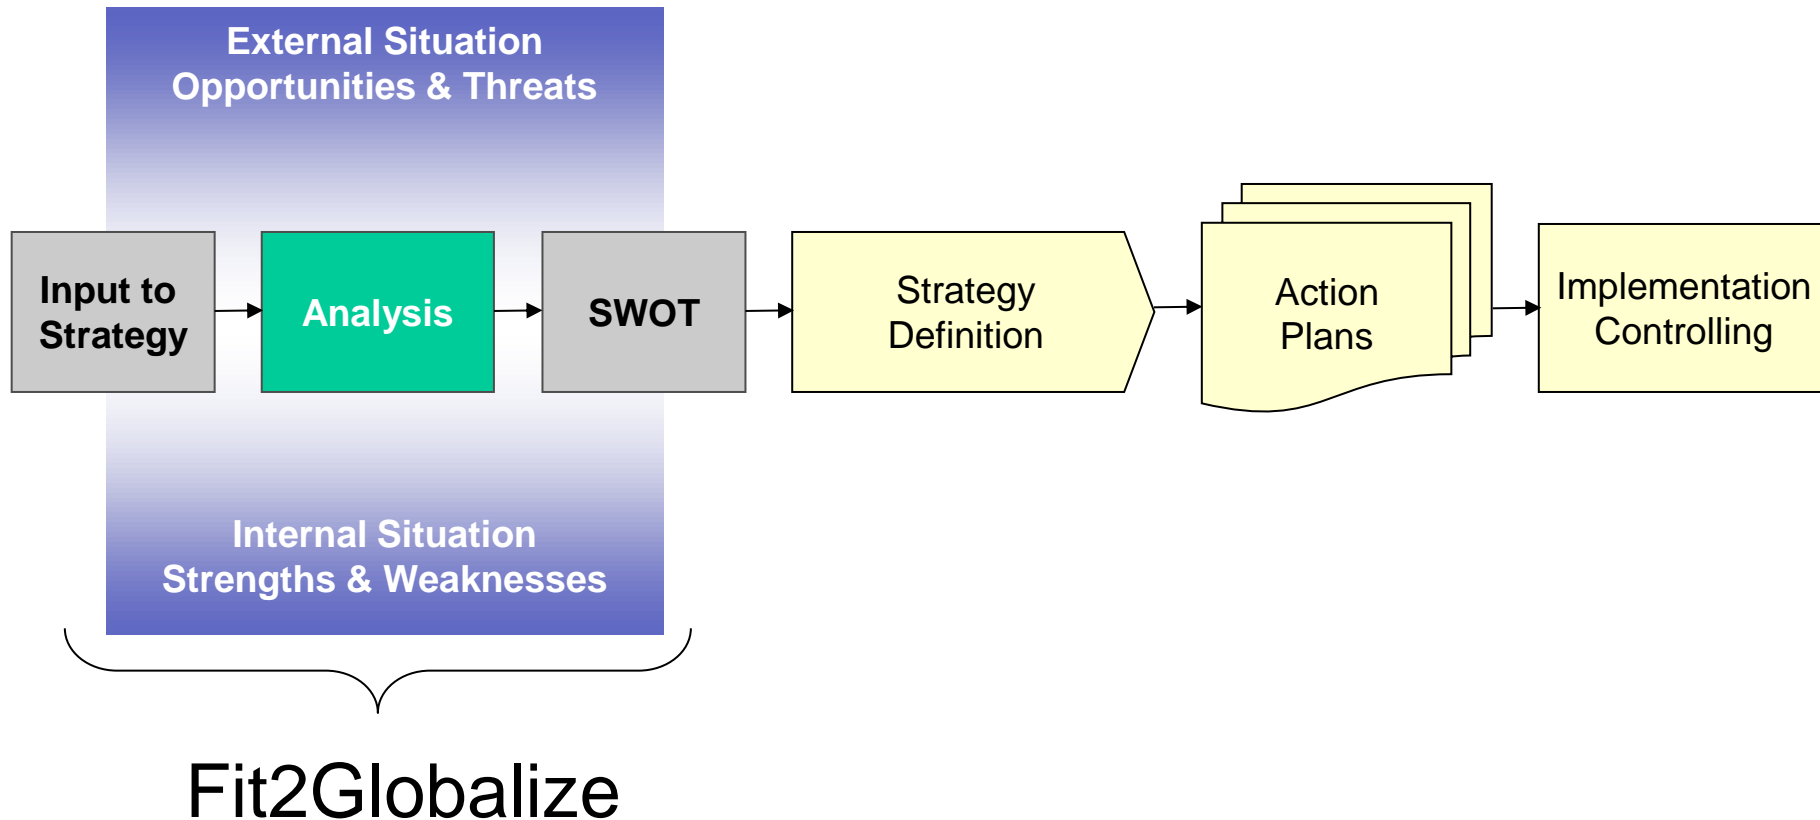 External Situation
Opportunities & Threats
Input to
Strategy
Analysis
SWOT
Strategy
Definition
Action
Plans
Implementation
Controlling
Internal Situation
Strengths & Weaknesses
Fit2Globalize